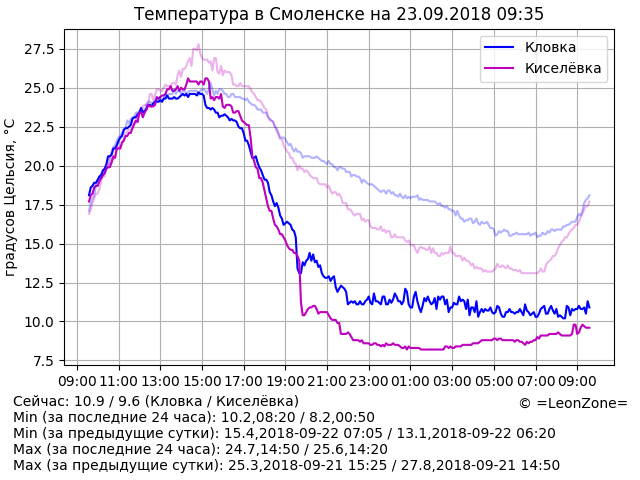 Температура в Смоленске на 23.09.2018 09:35
Кловка
Киселёвка
градусов Цельсия, °C
27.5
25.0
22.5
20.0
17.5
15.0
12.5
10.0
7.5
09:00 11:00 13:00 15:00 17:00 19:00 21:00 23:00 01:00 03:00 05:00 07:00 09:00
Сейчас: 10.9 / 9.6 (Кловка / Киселёвка)
© =LeonZone=
Min (за последние 24 часа): 10.2,08:20 / 8.2,00:50
Min (за предыдущие сутки): 15.4,2018-09-22 07:05 / 13.1,2018-09-22 06:20
Max (за последние 24 часа): 24.7,14:50 / 25.6,14:20
Max (за предыдущие сутки): 25.3,2018-09-21 15:25 / 27.8,2018-09-21 14:50